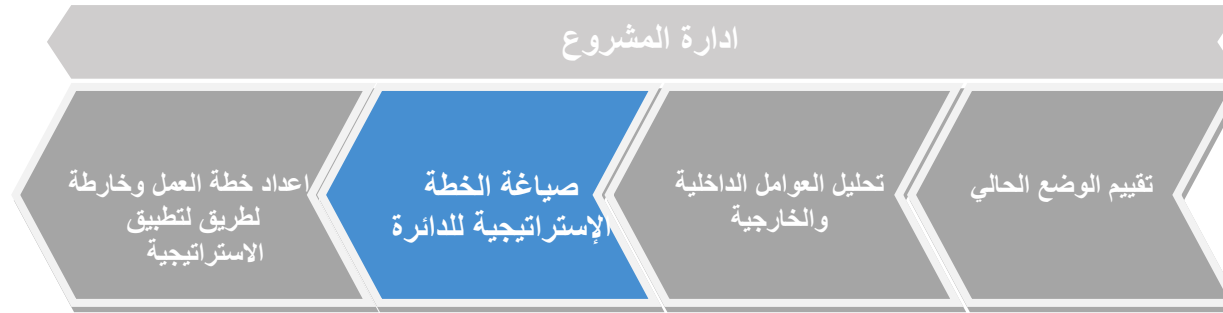 ادارة المشروع
تقييم الوضع الحالي
تحليل العوامل الداخلية
والخارجية
صياغة الخطة
الإستراتيجية للدائرة
اعداد خطة العمل وخارطة
لطريق لتطبيق
الاستراتيجية